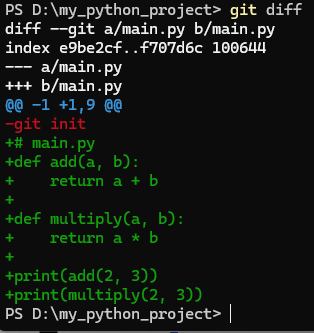 PS D:\my_python_project> git diff
diff --git a/main.py b/main.py
index e9be2cf..f707d6c 100644
--- a/main.py
+++ b/main.py
@@ -1 +1,9 @@
-git init
+# main.py
+def add(a, b):
+    return a + b
+
+def multiply(a, b):
+    return a * b
+
+print(add(2, 3))
+print(multiply(2, 3))
PS D:\my_python_project>